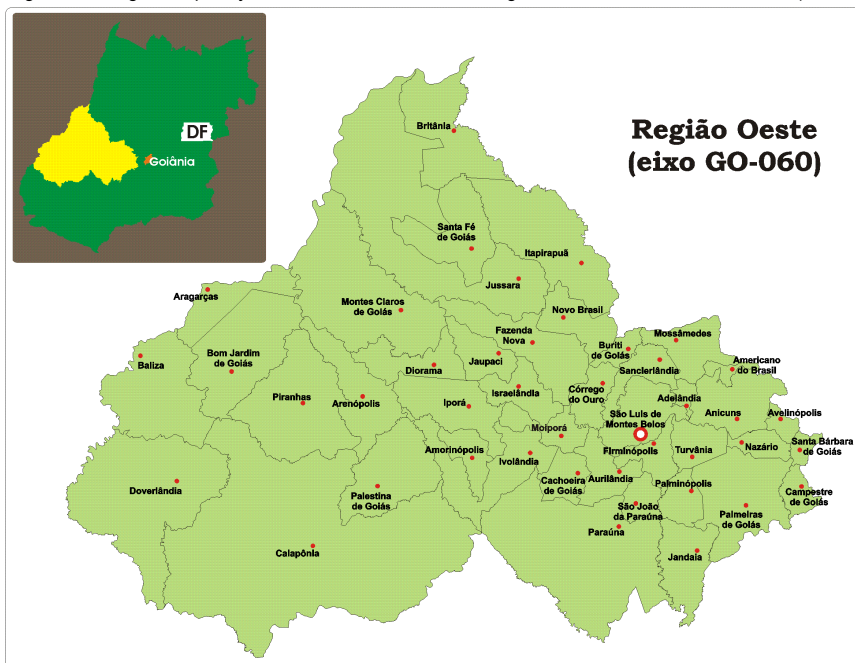 DF
Goiânia
Região Oeste
(eixo GO-060)
Britânia
Santa Fé
de Goiás
Itapirapuã
Jussara
Aragarças
Montes Claros
de Goiás
Novo Brasil
Mossâmedes
Fazenda
Nova
Buriti
de Goiás
Baliza
Bom Jardim
de Goiás
Jaupaci
Sanclerlândia
Americano
do Brasil
Diorama
Israelândia
Córrego
do Ouro
Piranhas
Arenópolis
Iporá
Adelândia
São Luis de
Montes Belos
Anicuns
Avelinópolis
Moiporá
Amorinópolis
Ivolândia
Firminópolis
Turvânia
Nazário
Santa Bárbara
de Goiás
Doverlândia
Palestina
de Goiás
Cachoeira
de Goiás
Aurilândia
Palminópolis
Campestre
de Goiás
São João
da Paraúna
Palmeiras
de Goiás
Paraúna
Caiapônia
Jandaia